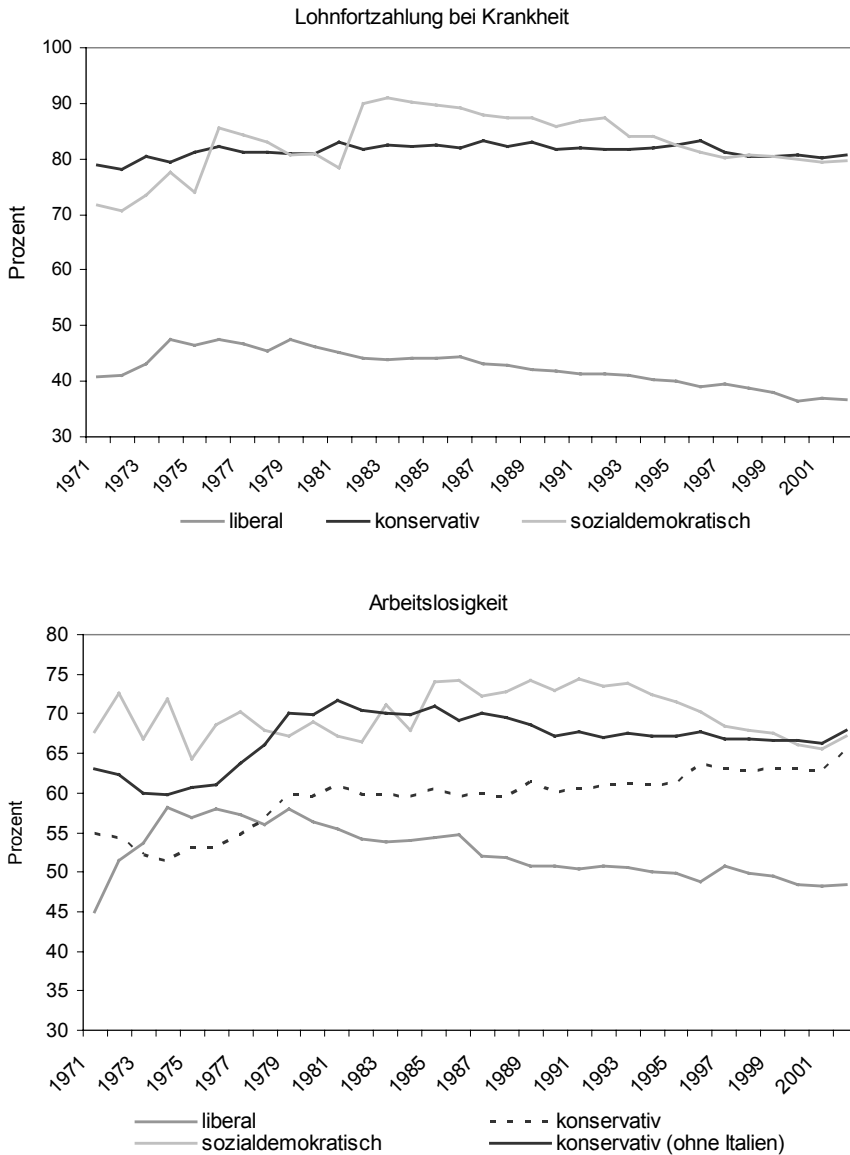 Lohnfortzahlung bei Krankheit
100
90
80
70
60
50
40
30
Prozent
1971 1973 1975 1977 1979 1981 1983 1985 1987 1989 1991 1993 1995 1997 1999 2001
liberal konservativ sozialdemokratisch
Arbeitslosigkeit
80
75
70
65
60
55
50
45
40
35
30
Prozent
1971 1973 1975 1977 1979 1981 1983 1985 1987 1989 1991 1993 1995 1997 1999 2001
liberal konservativ
sozialdemokratisch konservativ (ohne Italien)